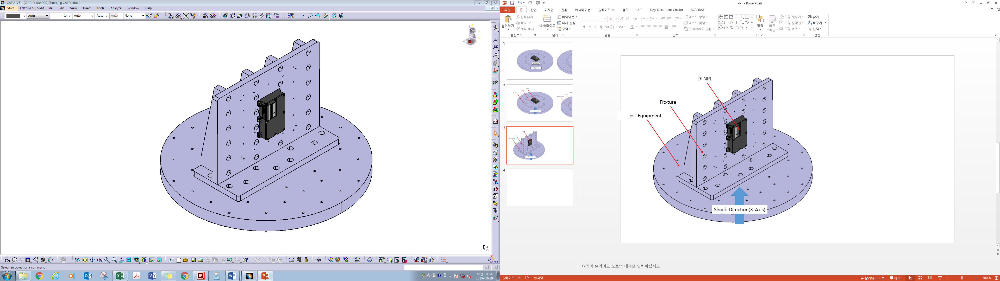 CATIA V5 - [C1PI-D-004000_Shock_Jig.CATProduct]
Start ENOVIA V5 VPM File Edit View Insert Tools Analyze Window Help
Auto Auto Auto Auto None
z
y
x
z
y
x
Select an object or a command
CATIA
오전 10:34
2019-03-28
PPT - PowerPoint
파일 홈 삽입 디자인 전환 애니메이션 슬라이드 쇼 검토 보기 Easy Document Creator ACROBAT
로그인
붙여넣기
잘라내기
복사
서식 복사
클립보드
새 슬라이드
레이아웃
다시 설정
구역
슬라이드
14
글꼴
텍스트 방향
텍스트 맞춤
SmartArt로 변환
단락
정렬
빠른 스타일
도형 채우기
도형 윤곽선
도형 효과
그리기
찾기
바꾸기
선택
편집
1
2
3
4
DTNPL
Fitxture
Test Equipment
Shock Direction(X-Axis)
여기에 슬라이드 노트의 내용을 입력하십시오
슬라이드 3/4 한국어
슬라이드 노트 메모 100 %